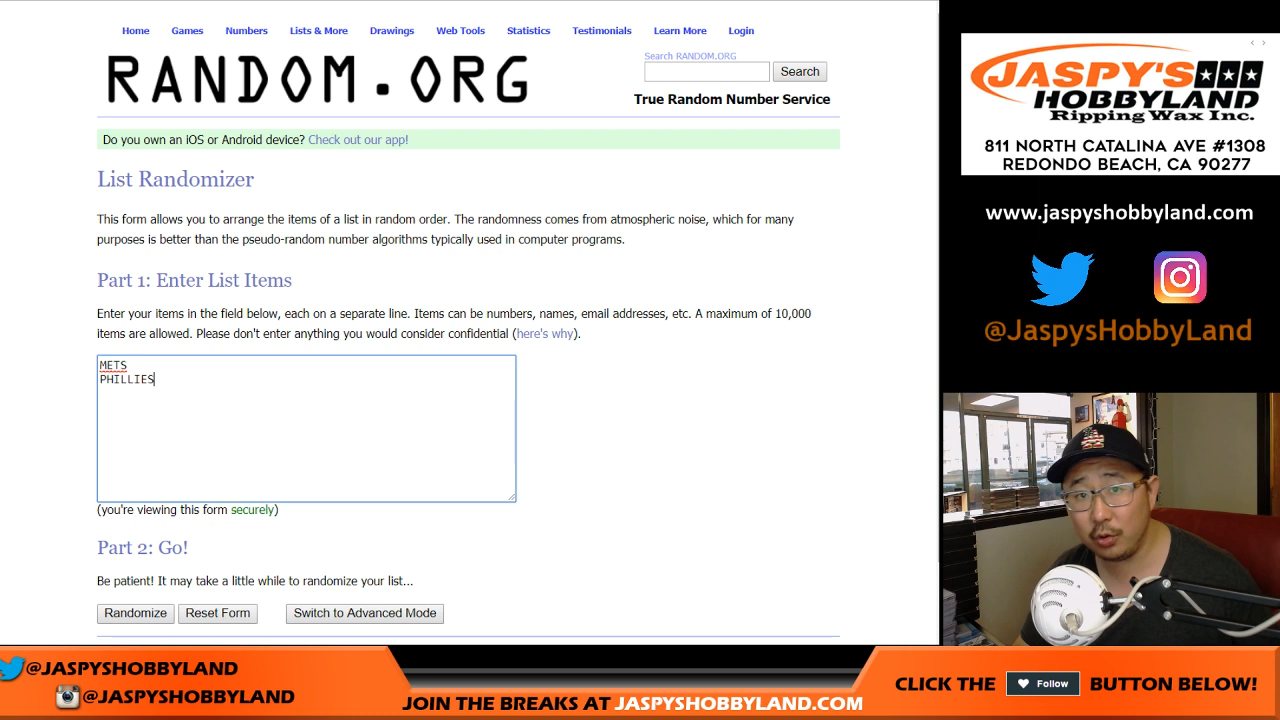 Home Games Numbers Lists & More Drawings Web Tools Statistics Testimonials Learn More Login
RANDOM.ORG
Search RANDOM.ORG
Search
True Random Number Service
Do you own an iOS or Android device? Check out our app!
List Randomizer
This form allows you to arrange the items of a list in random order. The randomness comes from atmospheric noise, which for many
purposes is better than the pseudo-random number algorithms typically used in computer programs.
Part 1: Enter List Items
Enter your items in the field below, each on a separate line. Items can be numbers, names, email addresses, etc. A maximum of 10,000
items are allowed. Please don't enter anything you would consider confidential (here's why).
METS
PHILLIES
(you're viewing this form securely)
Part 2: Go!
Be patient! It may take a little while to randomize your list...
Randomize Reset Form Switch to Advanced Mode
JASPY'S
HOBBYLAND
Ripping Wax Inc.
811 NORTH CATALINA AVE #1308
REDONDO BEACH, CA 90277
www.jaspyshobbyland.com
@JaspysHobbyLand
@JASPYSHOBBYLAND
@JASPYSHOBBYLAND
JOIN THE BREAKS AT JASPYSHOBBYLAND.COM
CLICK THE Follow BUTTON BELOW!